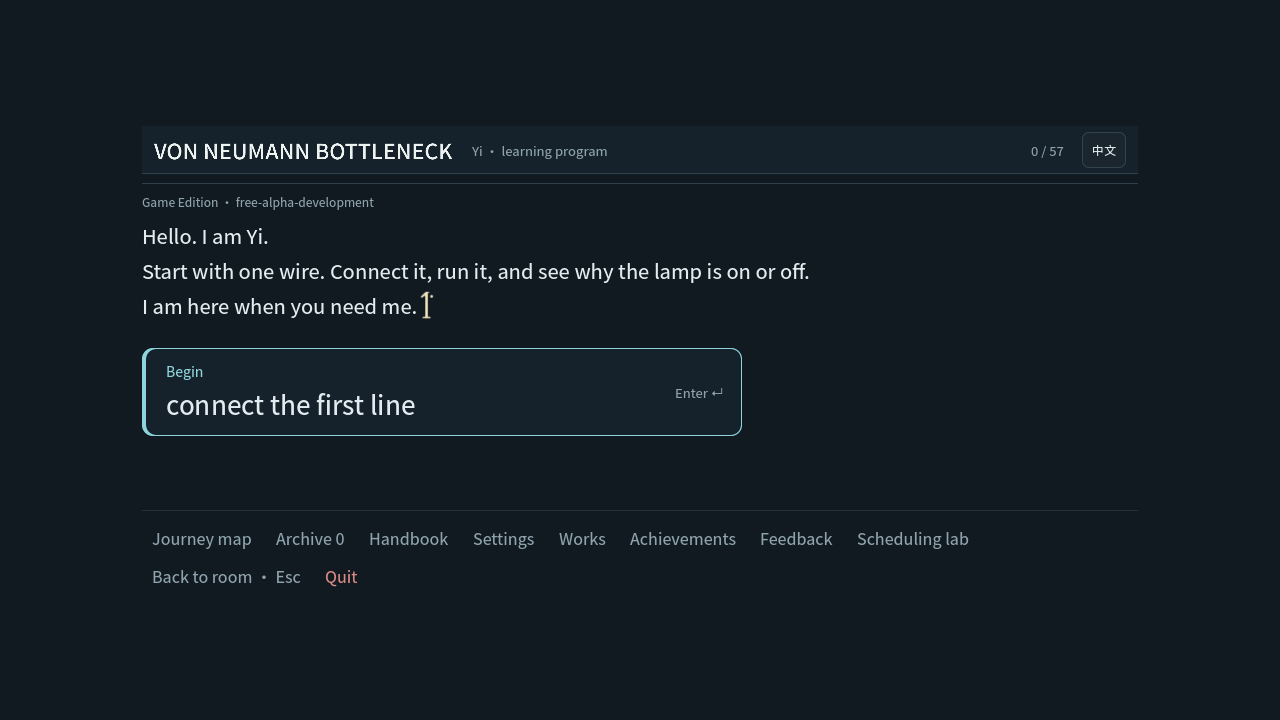 VON NEUMANN BOTTLENECK Yi • learning program 0 / 57 中文
Game Edition • free-alpha-development
Hello. I am Yi.
Start with one wire. Connect it, run it, and see why the lamp is on or off.
I am here when you need me.
Begin
connect the first line
Enter ↵
Journey map Archive 0 Handbook Settings Works Achievements Feedback Scheduling lab
Back to room • Esc Quit